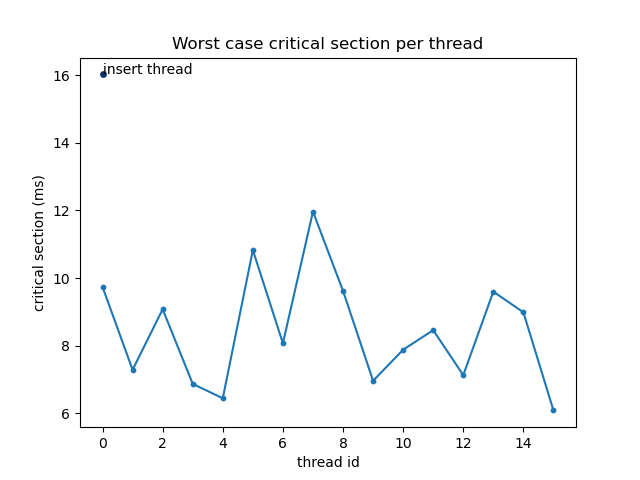 Worst case critical section per thread
insert thread
critical section (ms)
16
14
12
10
8
6
0 2 4 6 8 10 12 14
thread id